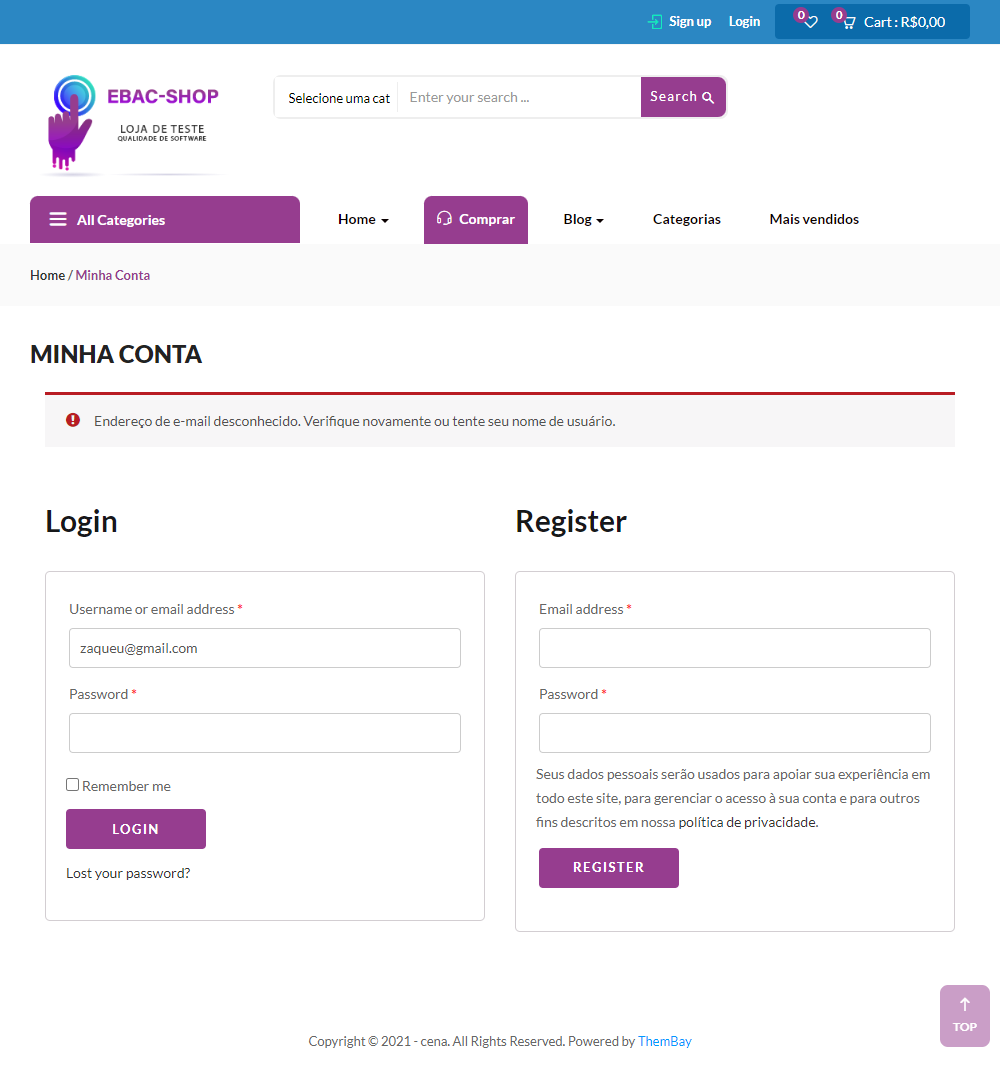 Sign up Login 0 0 Cart : R$0,00
EBAC-SHOP
LOJA DE TESTE
QUALIDADE DE SOFTWARE
Selecione uma cat Enter your search ... Search
All Categories Home Comprar Blog Categorias Mais vendidos
Home / Minha Conta
MINHA CONTA
Endereço de e-mail desconhecido. Verifique novamente ou tente seu nome de usuário.
Login
Username or email address *
zaqueu@gmail.com
Password *
Remember me
LOGIN
Lost your password?
Register
Email address *
Password *
Seus dados pessoais serão usados para apoiar sua experiência em
todo este site, para gerenciar o acesso à sua conta e para outros
fins descritos em nossa política de privacidade.
REGISTER
TOP
Copyright © 2021 - cena. All Rights Reserved. Powered by ThemBay